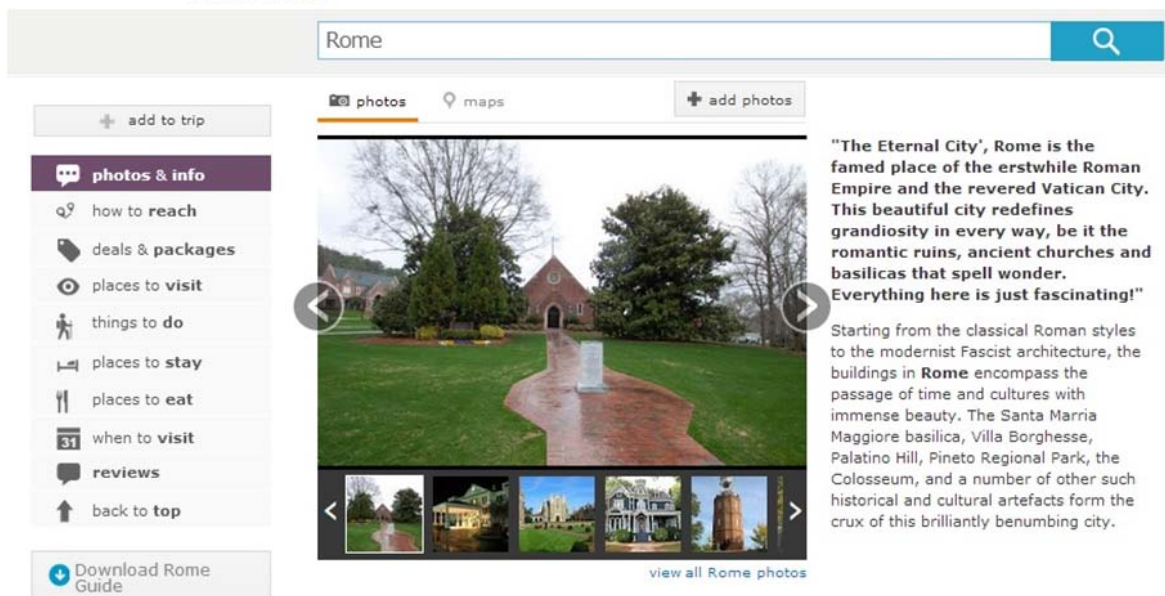 Rome
add to trip
photos & info
how to reach
deals & packages
places to visit
things to do
places to stay
places to eat
31
when to visit
reviews
back to top
Download Rome
Guide
photos
maps
add photos
view all Rome photos
"The Eternal City', Rome is the
famed place of the erstwhile Roman
Empire and the revered Vatican City.
This beautiful city redefines
grandiosity in every way, be it the
romantic ruins, ancient churches and
basilicas that spell wonder.
Everything here is just fascinating!"
Starting from the classical Roman styles
to the modernist Fascist architecture, the
buildings in Rome encompass the
passage of time and cultures with
immense beauty. The Santa Marria
Maggiore basilica, Villa Borghesse,
Palatino Hill, Pineto Regional Park, the
Colosseum, and a number of other such
historical and cultural artefacts form the
crux of this brilliantly benumbing city.